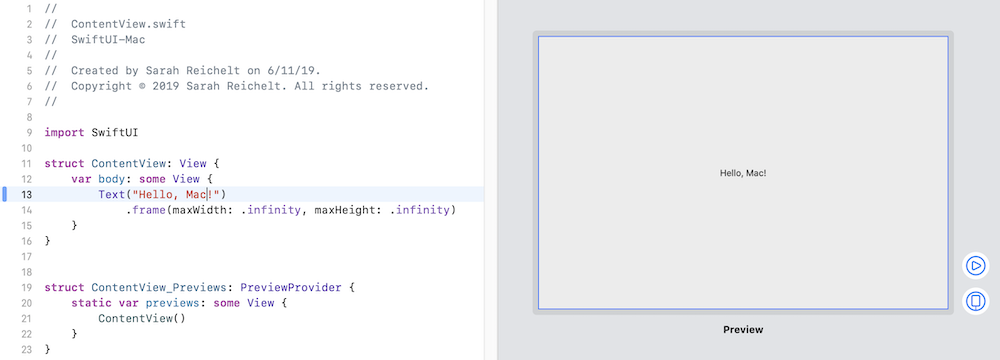 1 //
2 //  ContentView.swift
3 //  SwiftUI-Mac
4 //
5 //  Created by Sarah Reichelt on 6/11/19.
6 //  Copyright © 2019 Sarah Reichelt. All rights reserved.
7 //
8
9 import SwiftUI
10
11 struct ContentView: View {
12     var body: some View {
13         Text("Hello, Mac!")
14             .frame(maxWidth: .infinity, maxHeight: .infinity)
15     }
16 }
17
18
19 struct ContentView_Previews: PreviewProvider {
20     static var previews: some View {
21         ContentView()
22     }
23 }
Hello, Mac!
Preview